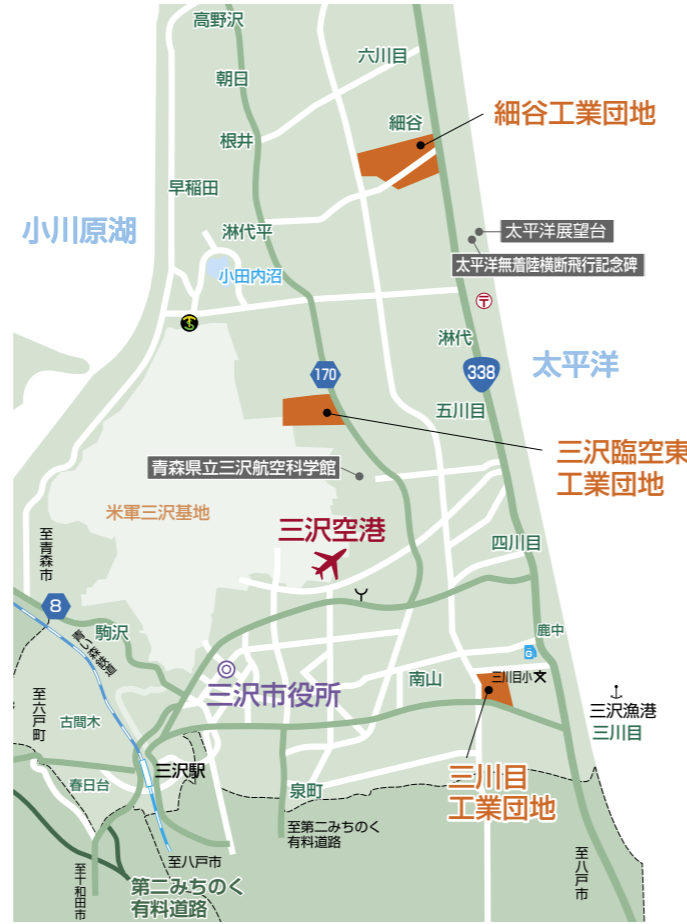 高野沢
六川目
朝日
細谷
細谷工業団地
根井
早稲田
小川原湖
淋代平
太平洋展望台
太平洋無着陸横断飛行記念碑
小田内沼
〒
淋代
太平洋
170
338
五川目
三沢臨空東
工業団地
青森県立三沢航空科学館
米軍三沢基地
三沢空港
至青森市
四川目
8
駒沢
青い森鉄道
鹿中
G
三沢市役所
南山
三川目小
文
至六戸町
古間木
三沢漁港
三川目
三沢駅
春日台
泉町
三川目
工業団地
至第二みちのく
有料道路
至八戸市
至八戸市
至十和田市
第二みちのく
有料道路